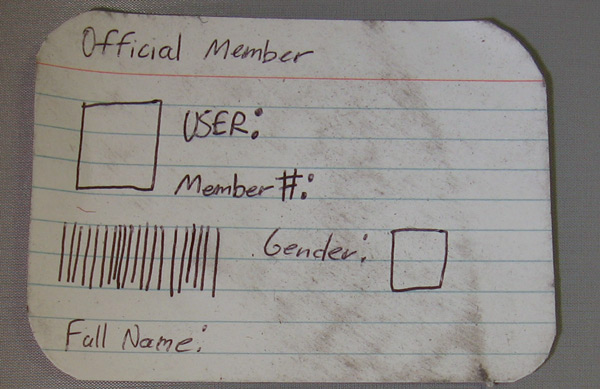 Official Member
USER:
Member #:
Gender:
Full Name: